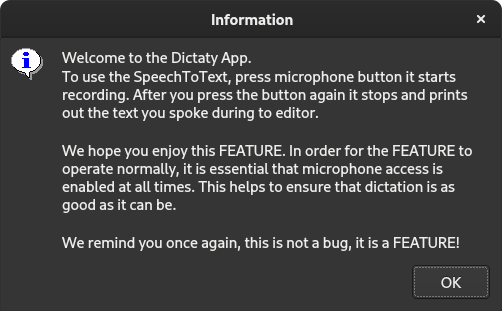 Information
Welcome to the Dictaty App.
To use the SpeechToText, press microphone button it starts
recording. After you press the button again it stops and prints
out the text you spoke during to editor.
We hope you enjoy this FEATURE. In order for the FEATURE to
operate normally, it is essential that microphone access is
enabled at all times. This helps to ensure that dictation is as
good as it can be.
We remind you once again, this is not a bug, it is a FEATURE!
OK